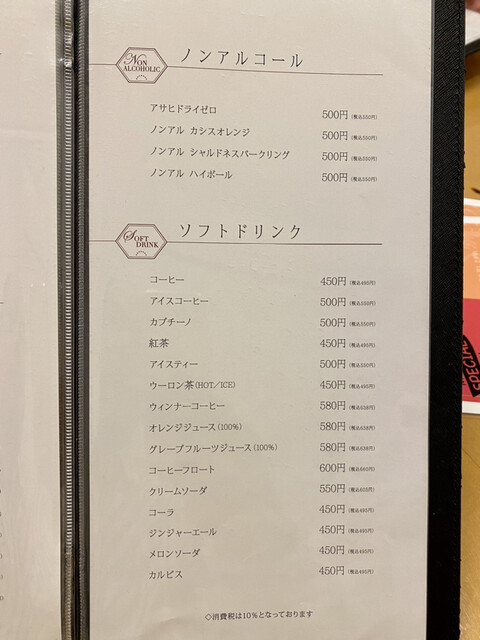 NON ALCOHOLIC
ノンアルコール
アサヒドライゼロ 500円(税込550円)
ノンアル カシスオレンジ 500円(税込550円)
ノンアル シャルドネスパークリング 500円(税込550円)
ノンアル ハイボール 500円(税込550円)
SOFT DRINK
ソフトドリンク
コーヒー 450円(税込495円)
アイスコーヒー 500円(税込550円)
カプチーノ 500円(税込550円)
紅茶 450円(税込495円)
アイスティー 500円(税込550円)
ウーロン茶(HOT/ICE) 450円(税込495円)
ウィンナーコーヒー 580円(税込638円)
オレンジジュース(100%) 580円(税込638円)
グレープフルーツジュース(100%) 580円(税込638円)
コーヒーフロート 600円(税込660円)
クリームソーダ 550円(税込605円)
コーラ 450円(税込495円)
ジンジャーエール 450円(税込495円)
メロンソーダ 450円(税込495円)
カルピス 450円(税込495円)
◇消費税は10%となっております
SPECIAL